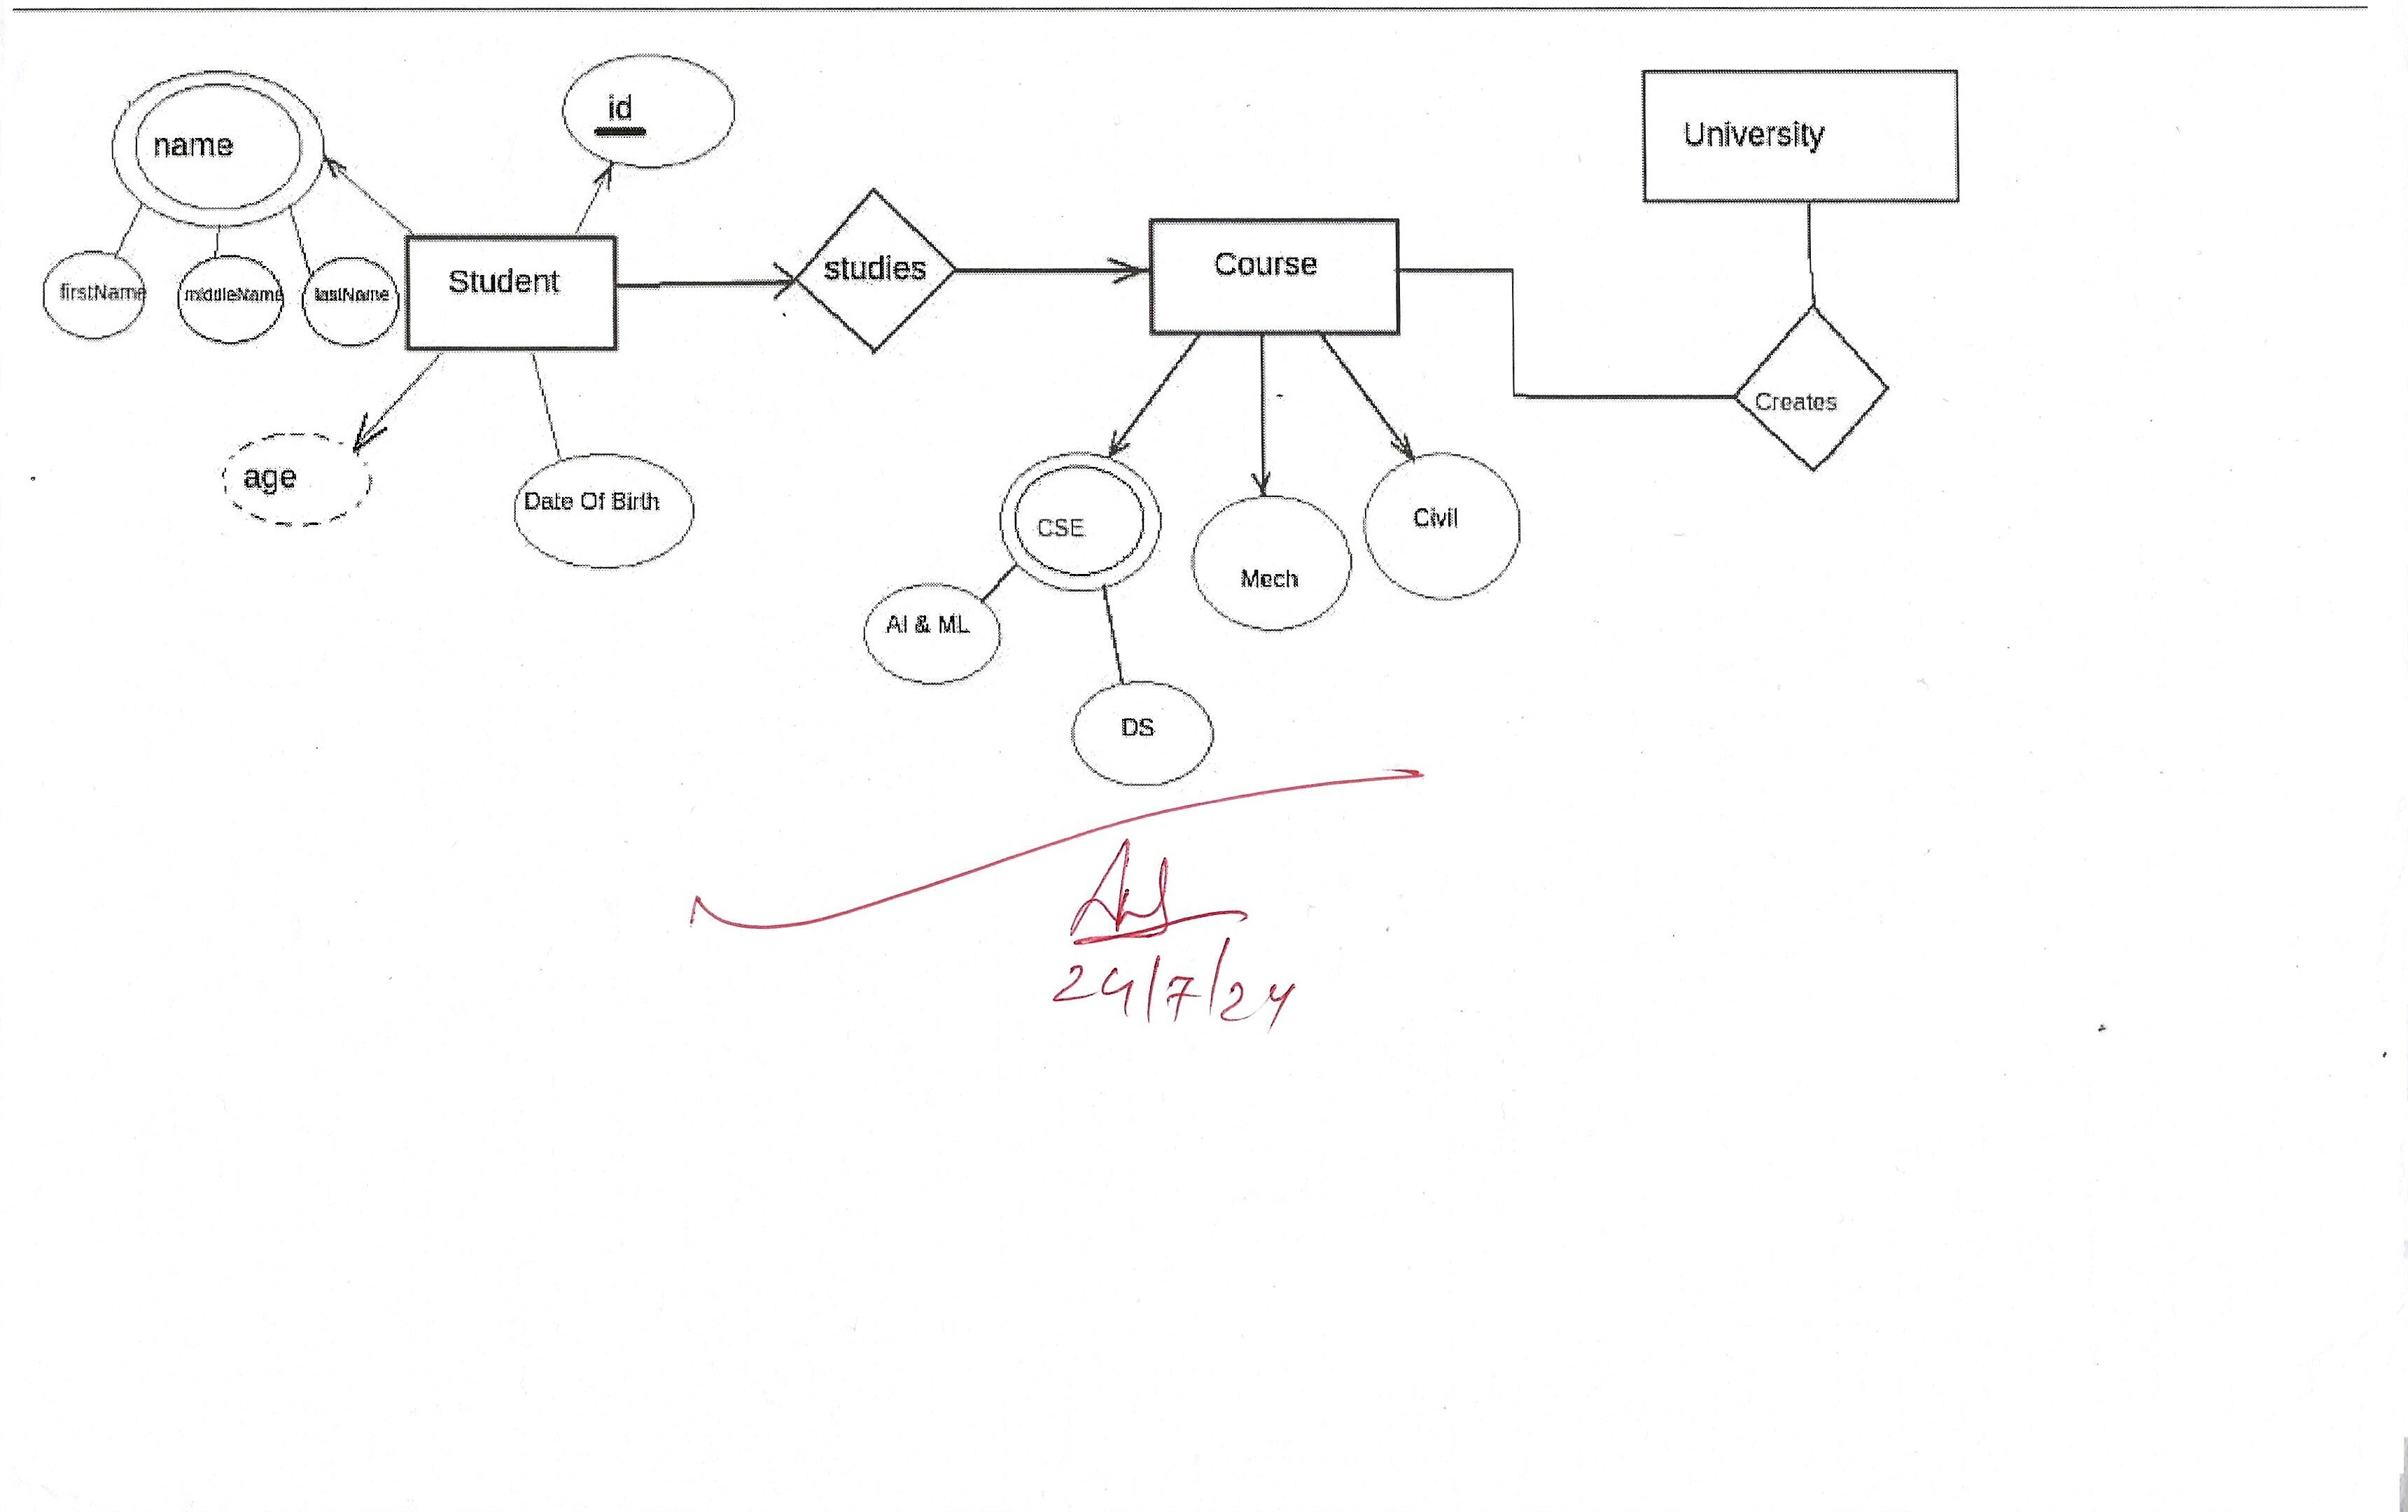 id
University
name
Student
studies
Course
firstName
middleName
lastName
Creates
age
Date Of Birth
CSE
Civil
Mech
AI & ML
DS
24/7/24